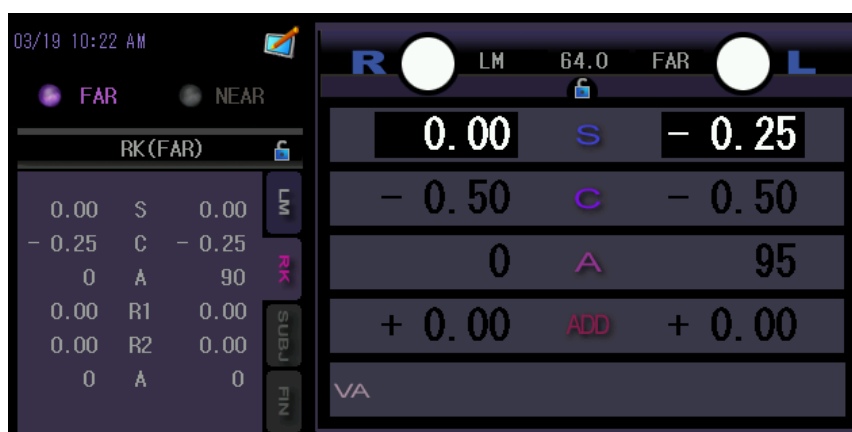 03/19 10:22 AM
FAR NEAR
RK(FAR)
0.00 S 0.00
- 0.25 C - 0.25
0 A 90
0.00 R1 0.00
0.00 R2 0.00
0 A 0
LM
RK
SUBJ
FIN
R LM 64.0 FAR L
0.00 S - 0.25
- 0.50 C - 0.50
0 A 95
+ 0.00 ADD + 0.00
VA